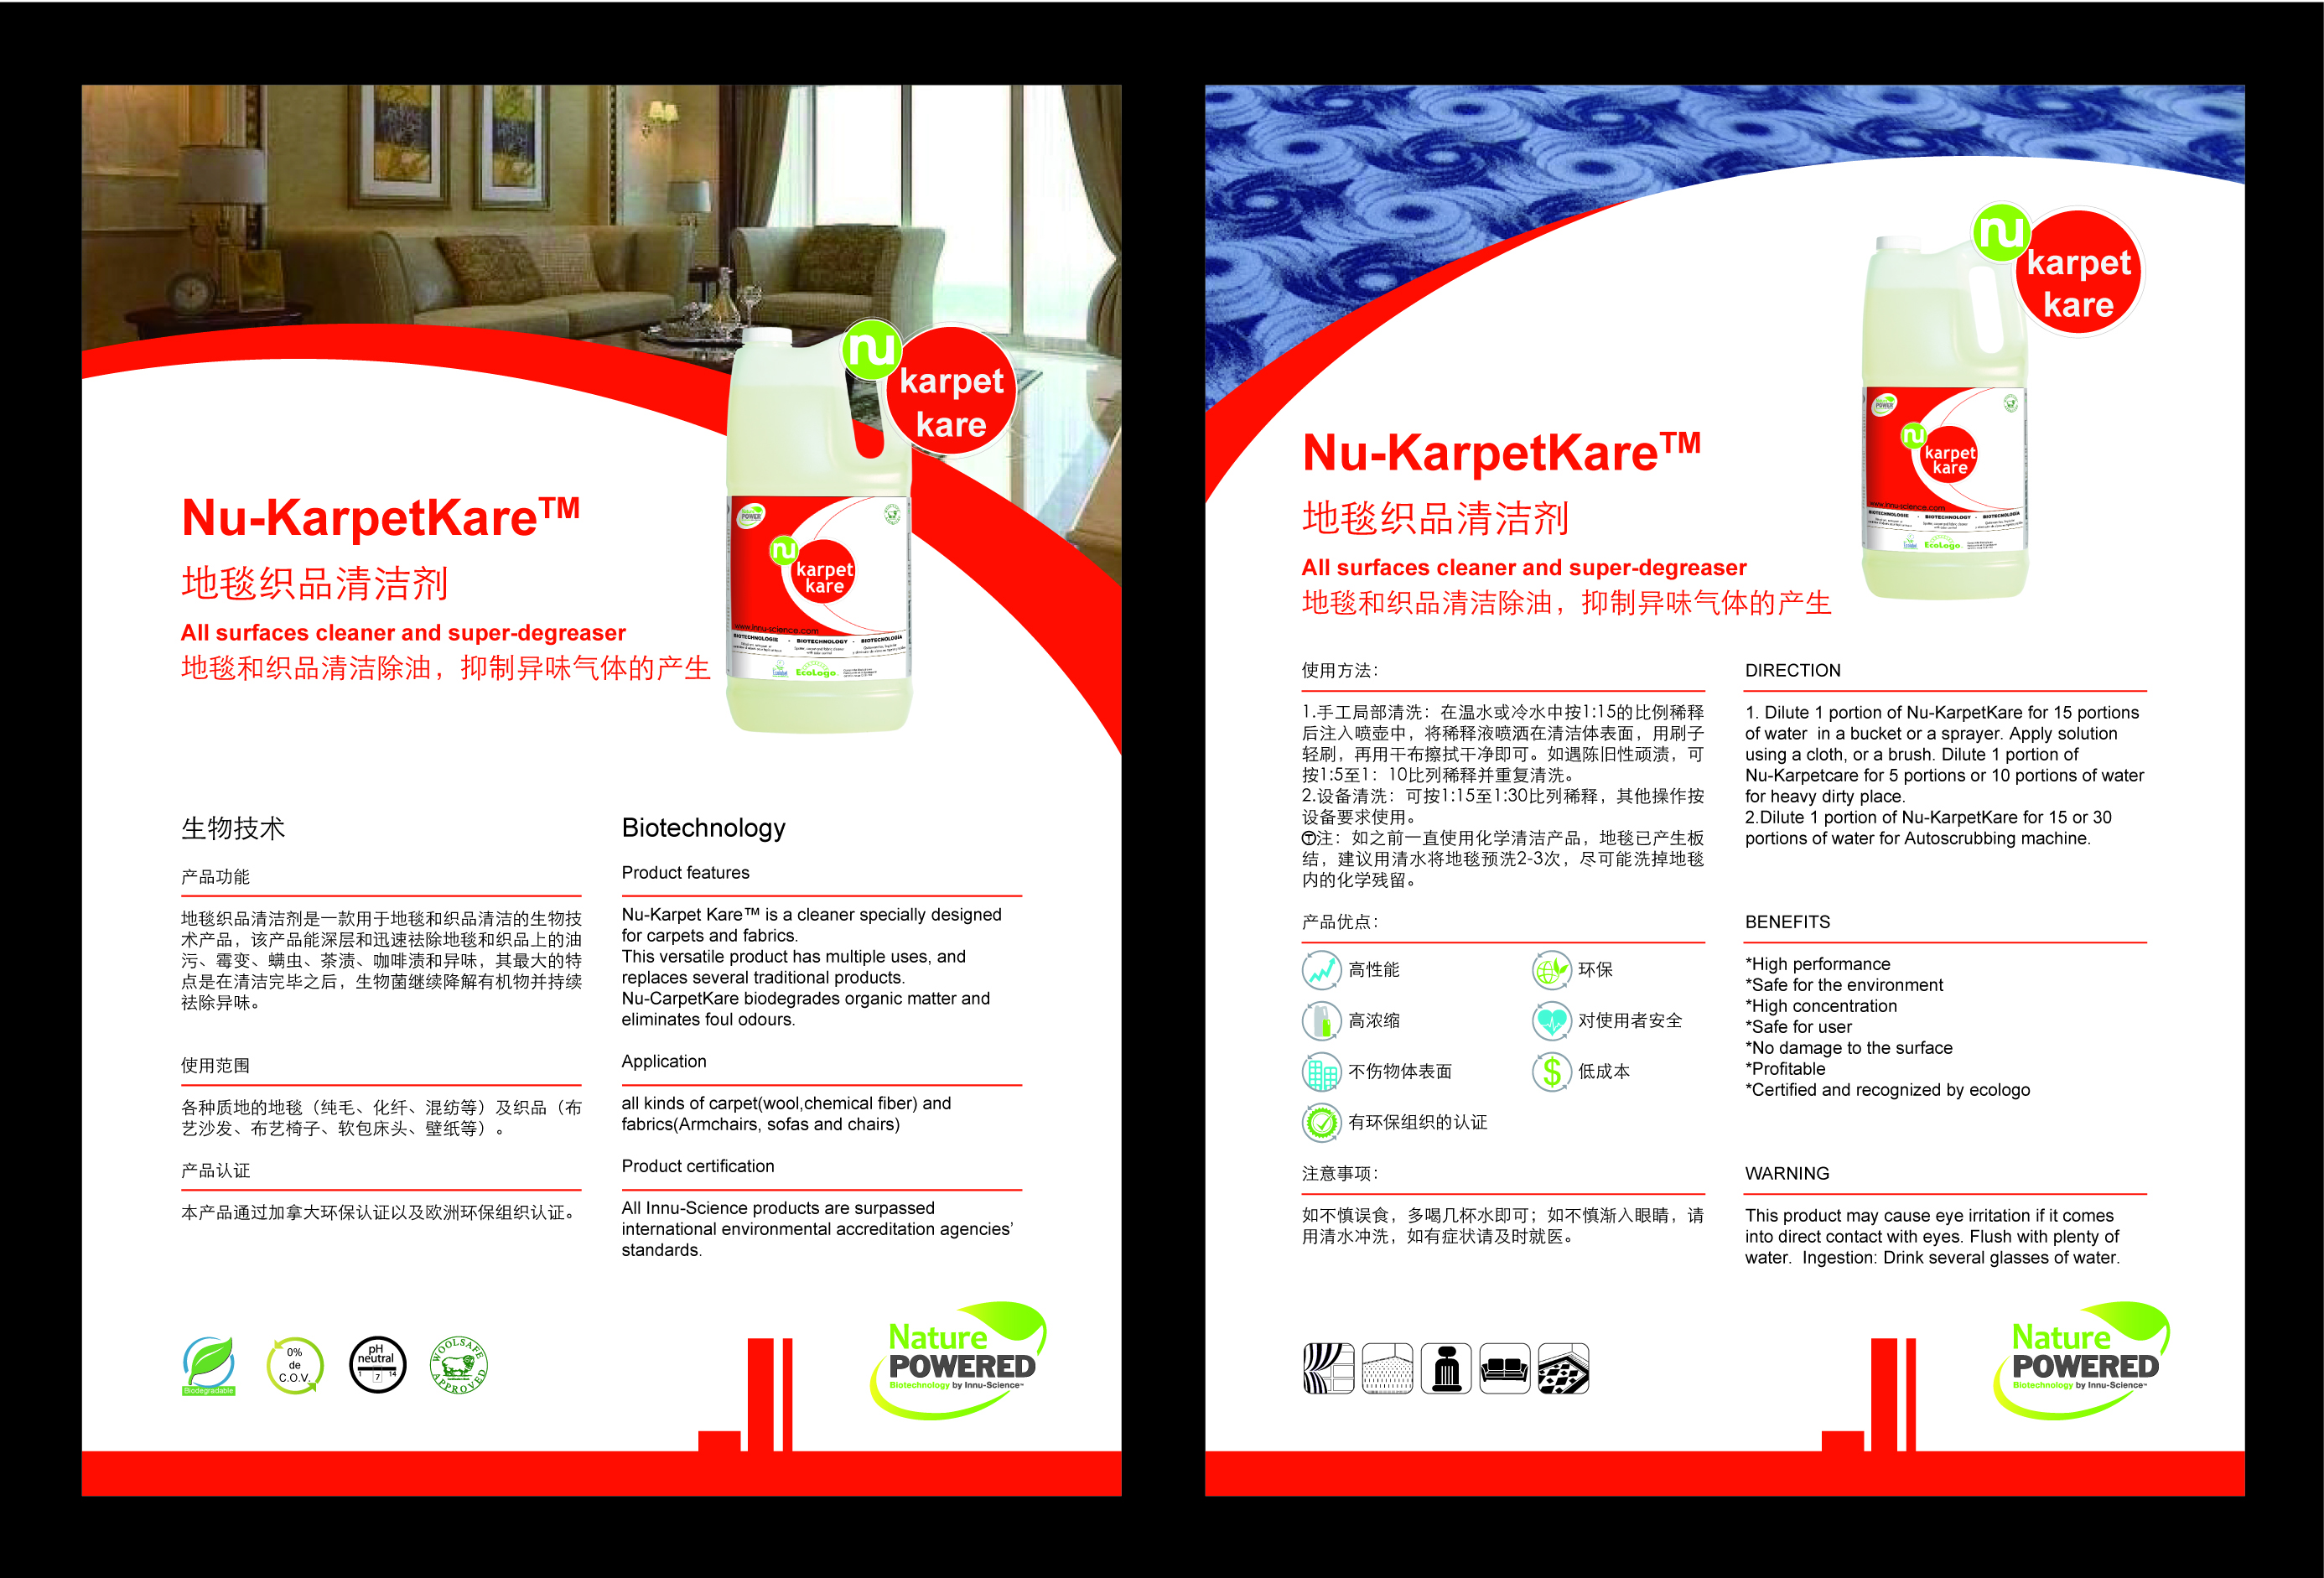 nu
karpet
kare
Nu-KarpetKare™
地毯织品清洁剂
All surfaces cleaner and super-degreaser
地毯和织品清洁除油，抑制异味气体的产生
POWER
nu
karpet
kare
www.innu-science.com
BIOTECHNOLOGIE · BIOTECHNOLOGY · BIOTECNOLOGÍA
EcoLogo
生物技术
产品功能
地毯织品清洁剂是一款用于地毯和织品清洁的生物技
术产品，该产品能深层和迅速祛除地毯和织品上的油
污、霉变、螨虫、茶渍、咖啡渍和异味，其最大的特
点是在清洁完毕之后，生物菌继续降解有机物并持续
祛除异味。
使用范围
各种质地的地毯（纯毛、化纤、混纺等）及织品（布
艺沙发、布艺椅子、软包床头、壁纸等）。
产品认证
本产品通过加拿大环保认证以及欧洲环保组织认证。
Biotechnology
Product features
Nu-Karpet Kare™ is a cleaner specially designed
for carpets and fabrics.
This versatile product has multiple uses, and
replaces several traditional products.
Nu-CarpetKare biodegrades organic matter and
eliminates foul odours.
Application
all kinds of carpet(wool,chemical fiber) and
fabrics(Armchairs, sofas and chairs)
Product certification
All Innu-Science products are surpassed
international environmental accreditation agencies’
standards.
Biodegradable
0%
de
C.O.V.
pH
neutral
1 7 14
WOOLSAFE
APPROVED
Nature
POWERED
Biotechnology by Innu-Science™
nu
karpet
kare
Nu-KarpetKare™
地毯织品清洁剂
All surfaces cleaner and super-degreaser
地毯和织品清洁除油，抑制异味气体的产生
POWER
nu
karpet
kare
www.innu-science.com
BIOTECHNOLOGIE · BIOTECHNOLOGY · BIOTECNOLOGÍA
EcoLogo
使用方法：
1.手工局部清洗：在温水或冷水中按1:15的比例稀释
后注入喷壶中，将稀释液喷洒在清洁体表面，用刷子
轻刷，再用干布擦拭干净即可。如遇陈旧性顽渍，可
按1:5至1：10比列稀释并重复清洗。
2.设备清洗：可按1:15至1:30比列稀释，其他操作按
设备要求使用。
Ⓣ注：如之前一直使用化学清洁产品，地毯已产生板
结，建议用清水将地毯预洗2-3次，尽可能洗掉地毯
内的化学残留。
DIRECTION
1. Dilute 1 portion of Nu-KarpetKare for 15 portions
of water in a bucket or a sprayer. Apply solution
using a cloth, or a brush. Dilute 1 portion of
Nu-Karpetcare for 5 portions or 10 portions of water
for heavy dirty place.
2.Dilute 1 portion of Nu-KarpetKare for 15 or 30
portions of water for Autoscrubbing machine.
产品优点：
高性能
环保
高浓缩
对使用者安全
不伤物体表面
低成本
有环保组织的认证
BENEFITS
*High performance
*Safe for the environment
*High concentration
*Safe for user
*No damage to the surface
*Profitable
*Certified and recognized by ecologo
注意事项：
如不慎误食，多喝几杯水即可；如不慎渐入眼睛，请
用清水冲洗，如有症状请及时就医。
WARNING
This product may cause eye irritation if it comes
into direct contact with eyes. Flush with plenty of
water. Ingestion: Drink several glasses of water.
Nature
POWERED
Biotechnology by Innu-Science™